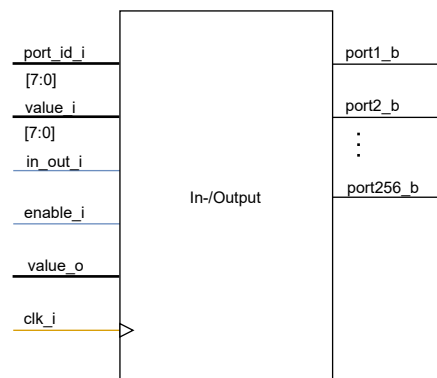 port_id_i
[7:0]
value_i
[7:0]
in_out_i
enable_i
value_o
clk_i
In-/Output
port1_b
port2_b
port256_b